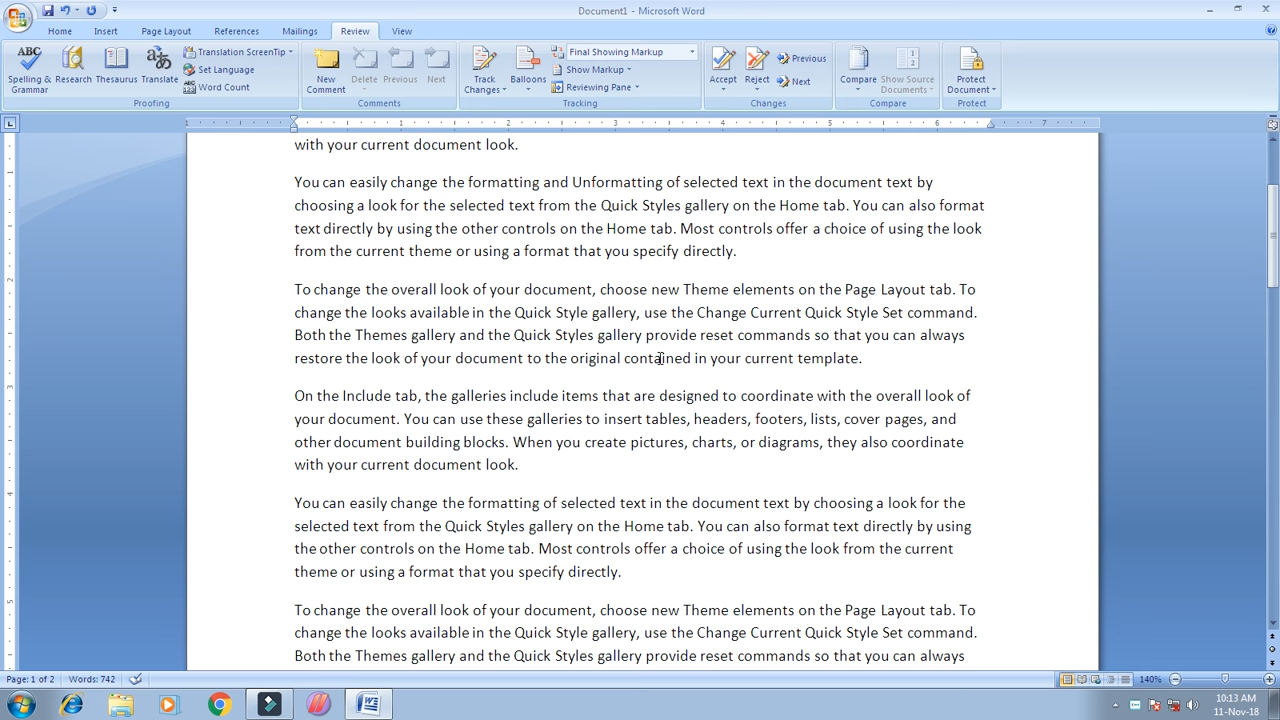 Document1 - Microsoft Word
Home Insert Page Layout References Mailings Review View
ABC
Spelling & Grammar
Research
Thesaurus
Translate
Translation ScreenTip
Set Language
Word Count
Proofing
New Comment
Delete
Previous
Next
Comments
Track Changes
Balloons
Final Showing Markup
Show Markup
Reviewing Pane
Tracking
Accept
Reject
Previous
Next
Changes
Compare
Show Source Documents
Compare
Protect Document
Protect
1 1 2 3 4 5 6 7
with your current document look.
You can easily change the formatting and Unformatting of selected text in the document text by
choosing a look for the selected text from the Quick Styles gallery on the Home tab. You can also format
text directly by using the other controls on the Home tab. Most controls offer a choice of using the look
from the current theme or using a format that you specify directly.
To change the overall look of your document, choose new Theme elements on the Page Layout tab. To
change the looks available in the Quick Style gallery, use the Change Current Quick Style Set command.
Both the Themes gallery and the Quick Styles gallery provide reset commands so that you can always
restore the look of your document to the original contained in your current template.
On the Include tab, the galleries include items that are designed to coordinate with the overall look of
your document. You can use these galleries to insert tables, headers, footers, lists, cover pages, and
other document building blocks. When you create pictures, charts, or diagrams, they also coordinate
with your current document look.
You can easily change the formatting of selected text in the document text by choosing a look for the
selected text from the Quick Styles gallery on the Home tab. You can also format text directly by using
the other controls on the Home tab. Most controls offer a choice of using the look from the current
theme or using a format that you specify directly.
To change the overall look of your document, choose new Theme elements on the Page Layout tab. To
change the looks available in the Quick Style gallery, use the Change Current Quick Style Set command.
Both the Themes gallery and the Quick Styles gallery provide reset commands so that you can always
Page: 1 of 2 Words: 742 140%
10:13 AM
11-Nov-18